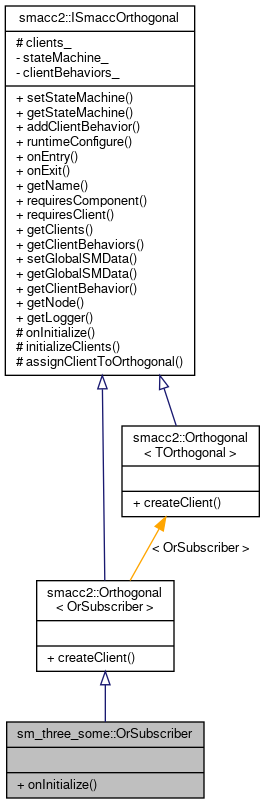 smacc2::ISmaccOrthogonal
# clients_
- stateMachine_
- clientBehaviors_
+ setStateMachine()
+ getStateMachine()
+ addClientBehavior()
+ runtimeConfigure()
+ onEntry()
+ onExit()
+ getName()
+ requiresComponent()
+ requiresClient()
+ getClients()
+ getClientBehaviors()
+ setGlobalSMData()
+ getGlobalSMData()
+ getClientBehavior()
+ getNode()
+ getLogger()
# onInitialize()
# initializeClients()
# assignClientToOrthogonal()
smacc2::Orthogonal
< TOrthogonal >
+ createClient()
< OrSubscriber >
smacc2::Orthogonal
< OrSubscriber >
+ createClient()
sm_three_some::OrSubscriber
+ onInitialize()